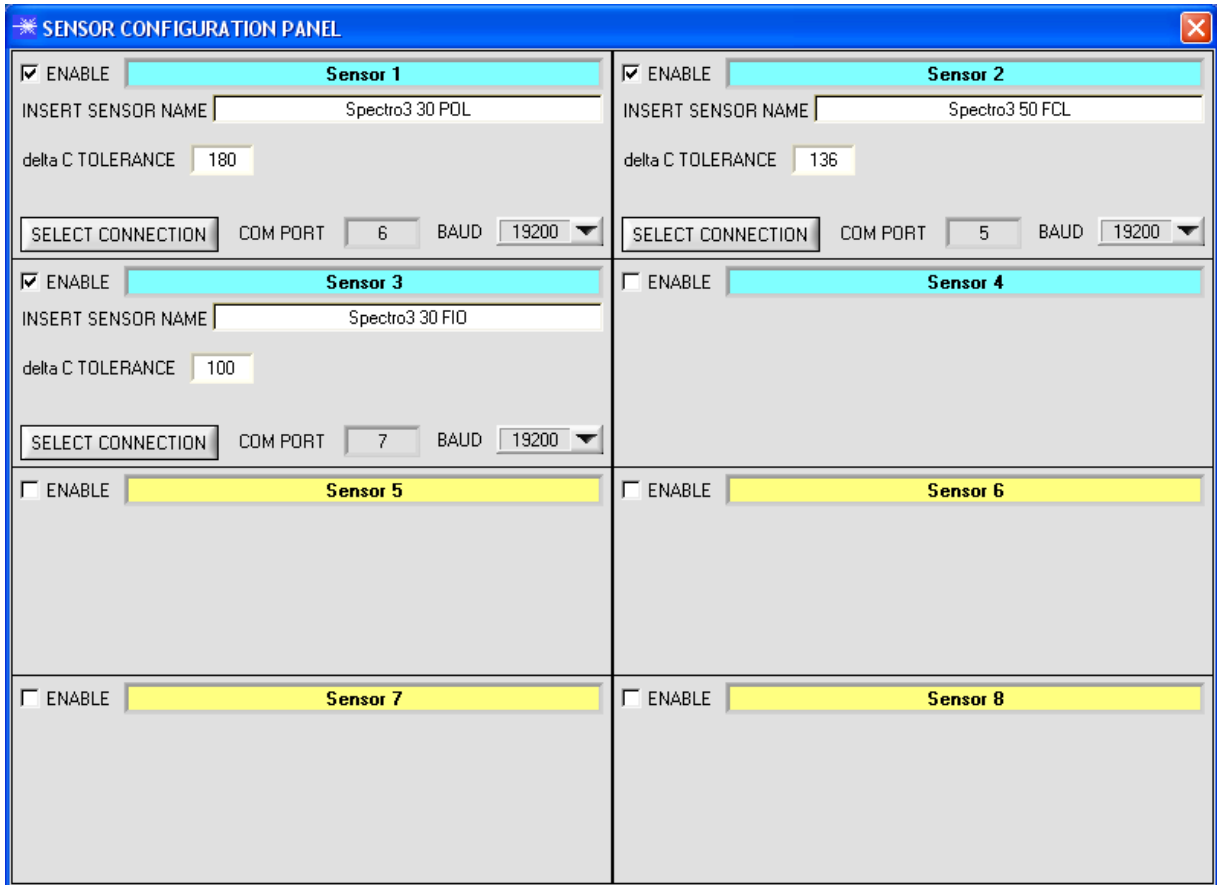 SENSOR CONFIGURATION PANEL
ENABLE Sensor 1
INSERT SENSOR NAME Spectro3 30 POL
delta C TOLERANCE 180
SELECT CONNECTION COM PORT 6 BAUD 19200
ENABLE Sensor 2
INSERT SENSOR NAME Spectro3 50 FCL
delta C TOLERANCE 136
SELECT CONNECTION COM PORT 5 BAUD 19200
ENABLE Sensor 3
INSERT SENSOR NAME Spectro3 30 FIO
delta C TOLERANCE 100
SELECT CONNECTION COM PORT 7 BAUD 19200
ENABLE Sensor 4
ENABLE Sensor 5
ENABLE Sensor 6
ENABLE Sensor 7
ENABLE Sensor 8